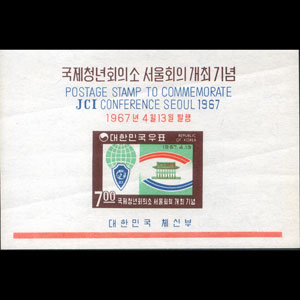 국제청년회의소 서울회의 개최 기념
POSTAGE STAMP TO COMMEMORATE
JCI CONFERENCE SEOUL 1967
1967년 4월 13일 발행
대한민국우표
REPUBLIC OF KOREA
1967.4.13
7.00
국제청년회의소 서울회의 개최 기념
대한민국 체신부